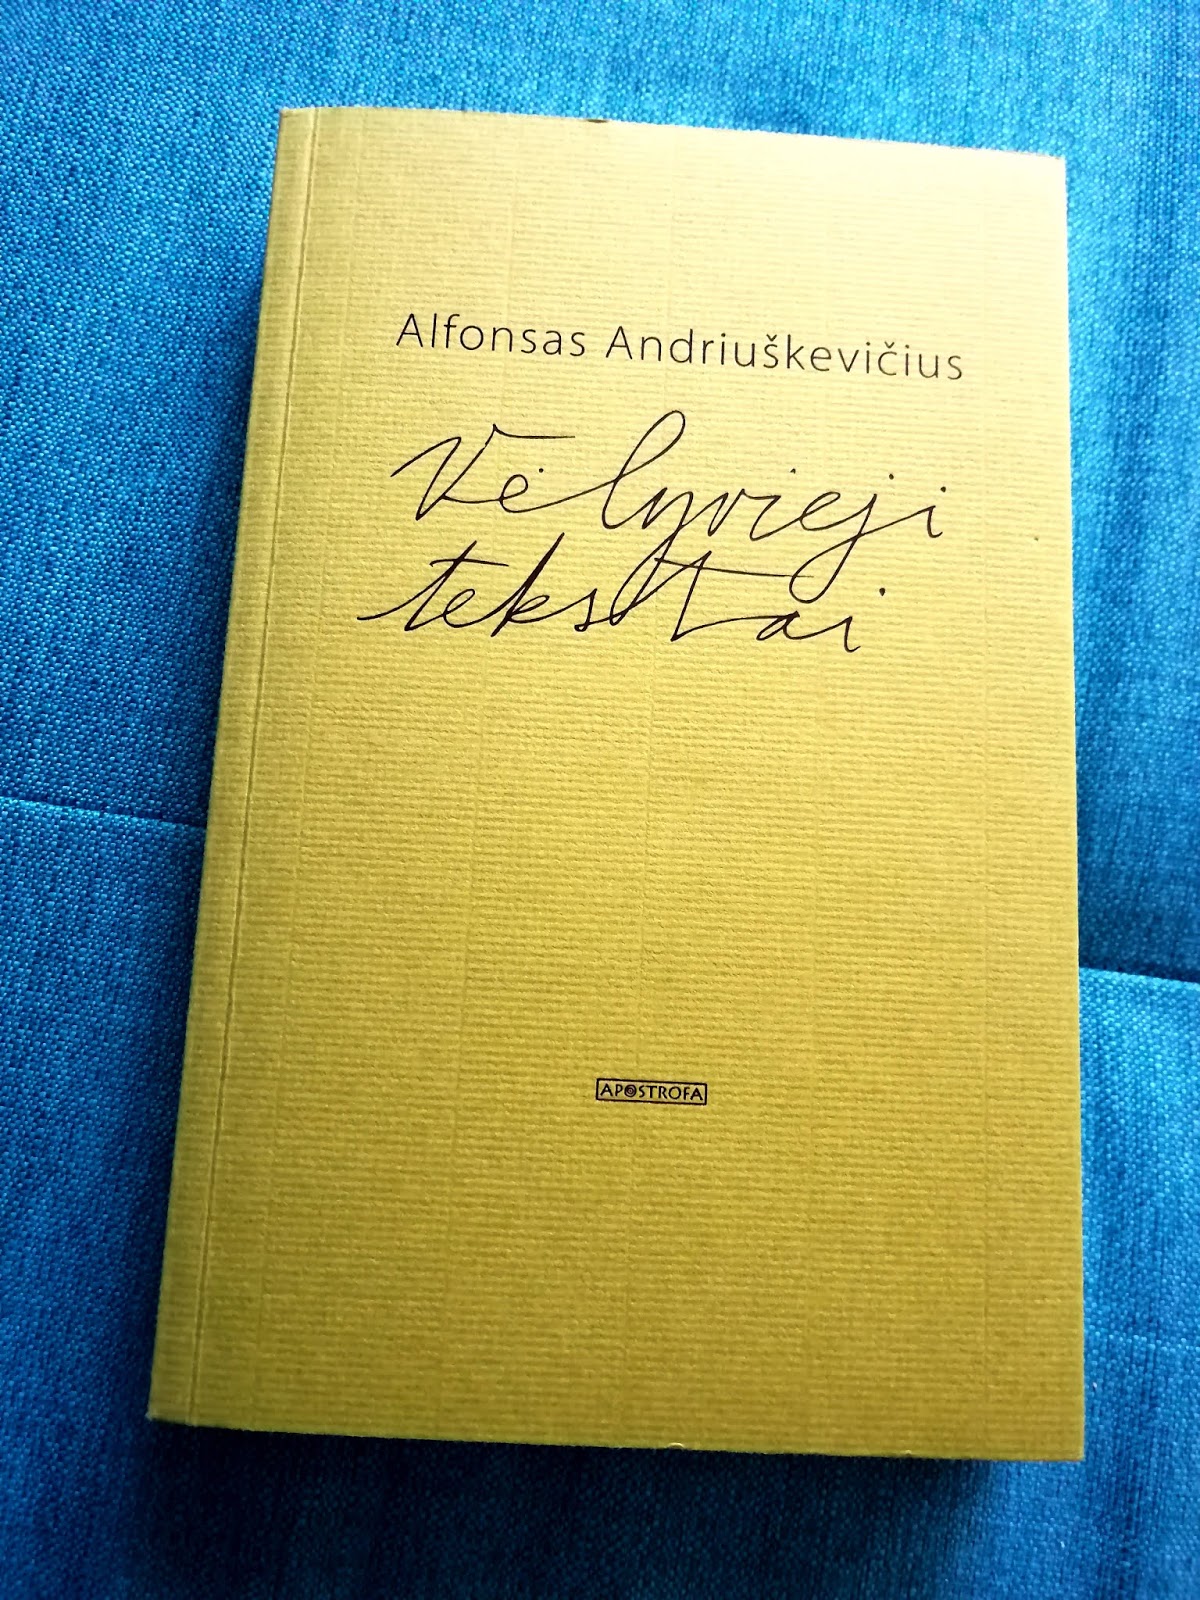 Alfonsas Andriuškevičius
Vėlyvieji
tekstai
APOSTROFA